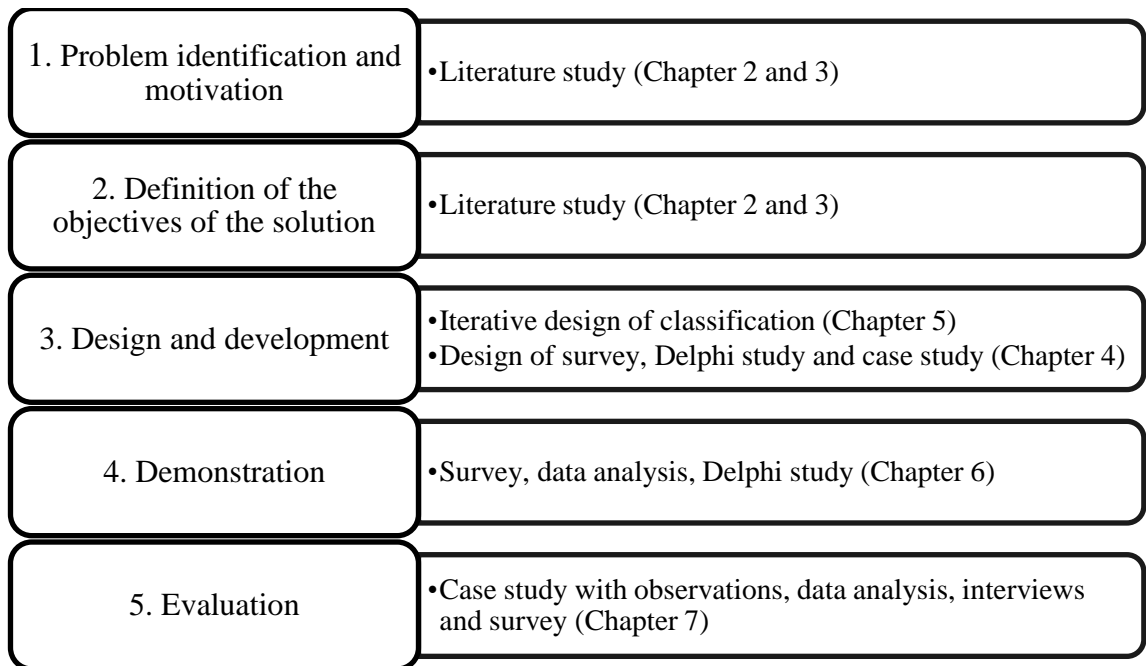 1. Problem identification and
motivation
•Literature study (Chapter 2 and 3)
2. Definition of the
objectives of the solution
•Literature study (Chapter 2 and 3)
3. Design and development
•Iterative design of classification (Chapter 5)
•Design of survey, Delphi study and case study (Chapter 4)
4. Demonstration
•Survey, data analysis, Delphi study (Chapter 6)
5. Evaluation
•Case study with observations, data analysis, interviews
and survey (Chapter 7)